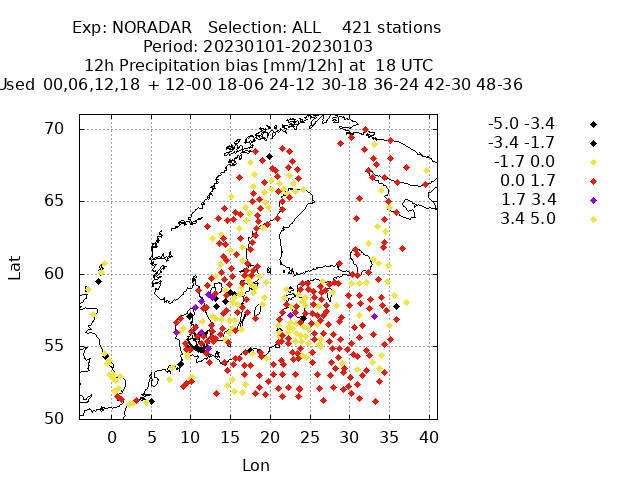 Exp: NORADAR Selection: ALL 421 stations
Period: 20230101-20230103
12h Precipitation bias [mm/12h] at 18 UTC
00,06,12,18 + 12-00 18-06 24-12 30-18 36-24 42-30 48-36
-5.0 -3.4
-3.4 -1.7
-1.7 0.0
0.0 1.7
1.7 3.4
3.4 5.0
70
65
60
55
50
Lat
0 5 10 15 20 25 30 35 40
Lon